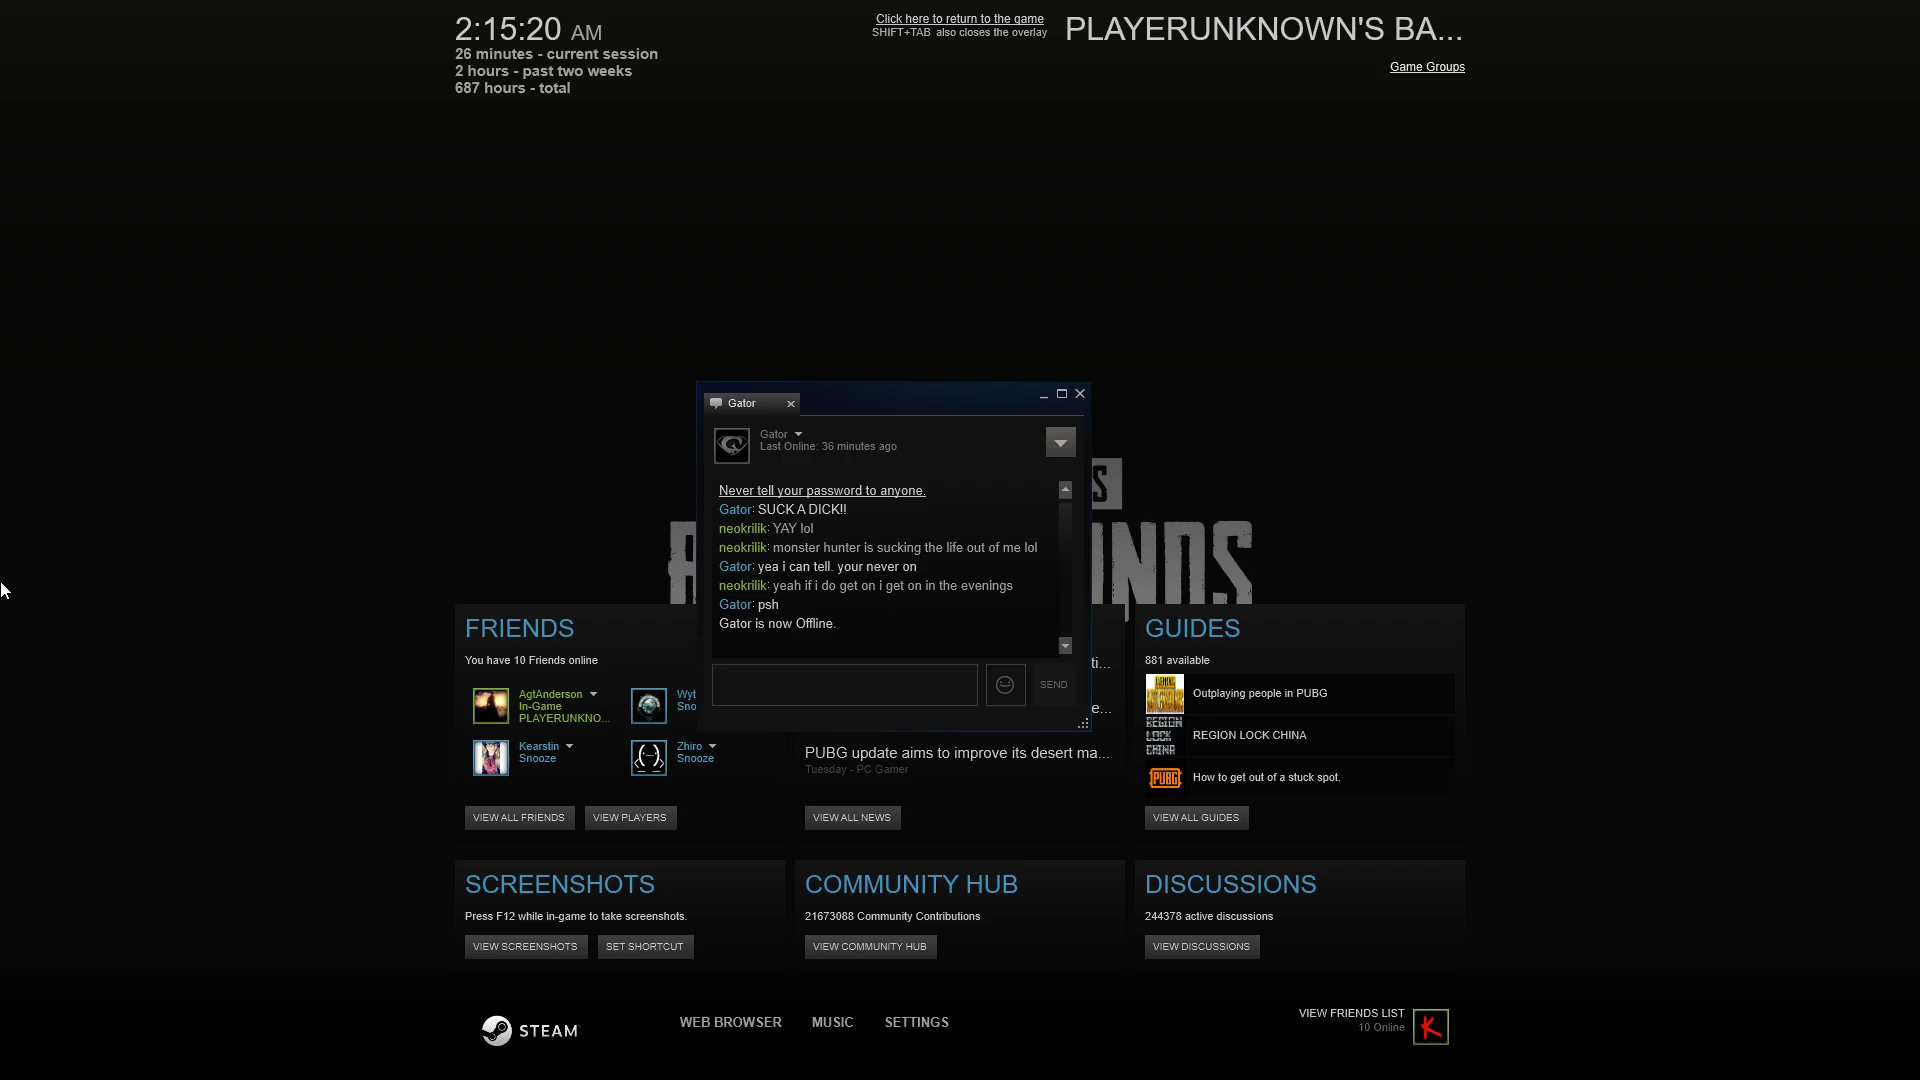 2:15:20 AM
26 minutes - current session
2 hours - past two weeks
687 hours - total
Click here to return to the game
SHIFT+TAB also closes the overlay
PLAYERUNKNOWN'S BA...
Game Groups
Gator
Gator
Last Online: 36 minutes ago
Never tell your password to anyone.
Gator: SUCK A DICK!!
neokrilik: YAY lol
neokrilik: monster hunter is sucking the life out of me lol
Gator: yea i can tell. your never on
neokrilik: yeah if i do get on i get on in the evenings
Gator: psh
Gator is now Offline.
SEND
FRIENDS
You have 10 Friends online
AgtAnderson
In-Game
PLAYERUNKNO...
Wyt
Sno
Kearstin
Snooze
Zhiro
Snooze
VIEW ALL FRIENDS
VIEW PLAYERS
ti...
e...
PUBG update aims to improve its desert ma...
Tuesday - PC Gamer
VIEW ALL NEWS
GUIDES
881 available
Outplaying people in PUBG
REGION LOCK CHINA
REGION
LOCK
CHINA
PUBG
How to get out of a stuck spot.
VIEW ALL GUIDES
SCREENSHOTS
Press F12 while in-game to take screenshots.
VIEW SCREENSHOTS
SET SHORTCUT
COMMUNITY HUB
21673088 Community Contributions
VIEW COMMUNITY HUB
DISCUSSIONS
244378 active discussions
VIEW DISCUSSIONS
STEAM
WEB BROWSER
MUSIC
SETTINGS
VIEW FRIENDS LIST
10 Online
K